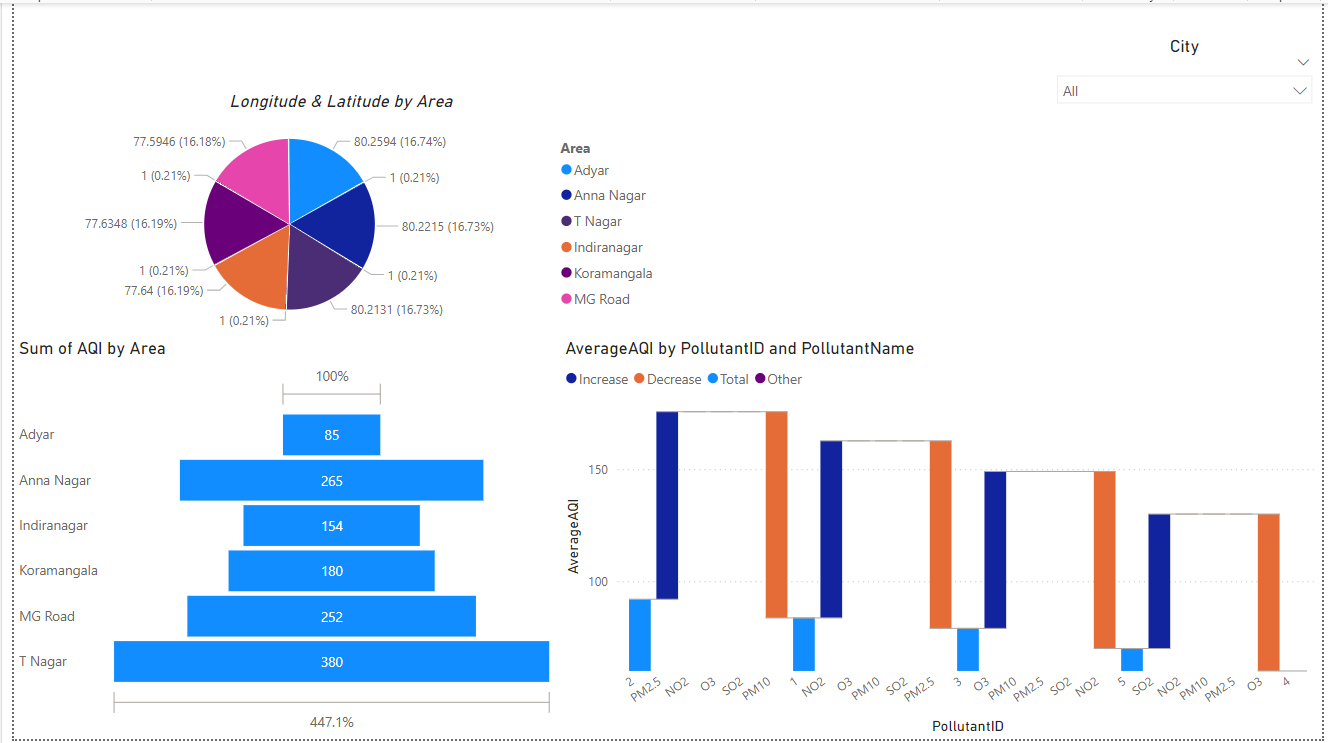 City
All
Longitude & Latitude by Area
77.5946 (16.18%)
80.2594 (16.74%)
1 (0.21%)
1 (0.21%)
77.6348 (16.19%)
80.2215 (16.73%)
1 (0.21%)
1 (0.21%)
77.64 (16.19%)
80.2131 (16.73%)
1 (0.21%)
Area
Adyar
Anna Nagar
T Nagar
Indiranagar
Koramangala
MG Road
Sum of AQI by Area
100%
Adyar
85
Anna Nagar
265
Indiranagar
154
Koramangala
180
MG Road
252
T Nagar
380
447.1%
AverageAQI by PollutantID and PollutantName
Increase Decrease Total Other
AverageAQI
150
100
2 PM2.5 NO2 O3 SO2 PM10 1 NO2 O3 PM10 SO2 PM2.5 3 O3 PM10 PM2.5 SO2 NO2 5 SO2 NO2 PM10 PM2.5 O3 4
PollutantID